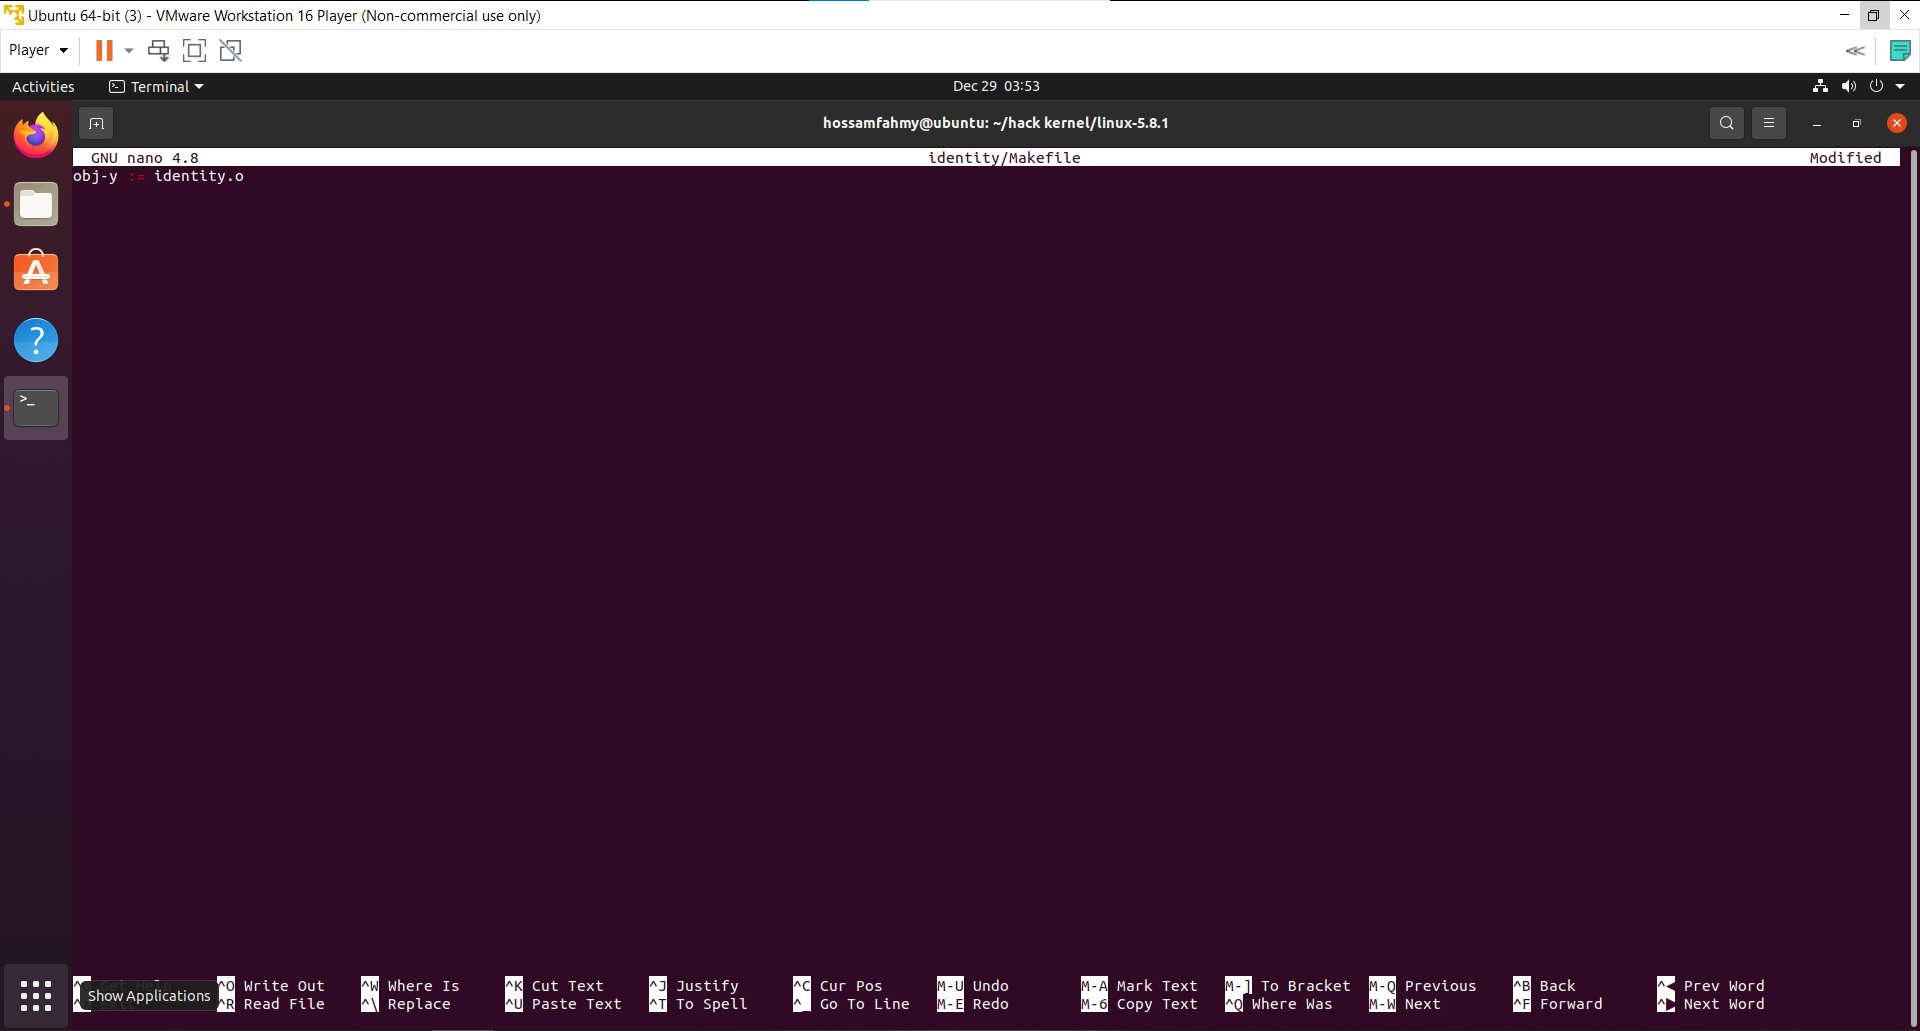 Ubuntu 64-bit (3) - VMware Workstation 16 Player (Non-commercial use only)
Player
Activities Terminal Dec 29 03:53
hossamfahmy@ubuntu: ~/hack kernel/linux-5.8.1
GNU nano 4.8 identity/Makefile Modified
obj-y := identity.o
^O Write Out ^W Where Is ^K Cut Text ^J Justify ^C Cur Pos M-U Undo M-A Mark Text M-] To Bracket M-Q Previous ^B Back ^◀ Prev Word
Show Applications
^R Read File ^\ Replace ^U Paste Text ^T To Spell ^_ Go To Line M-E Redo M-6 Copy Text ^Q Where Was M-W Next ^F Forward ^▶ Next Word